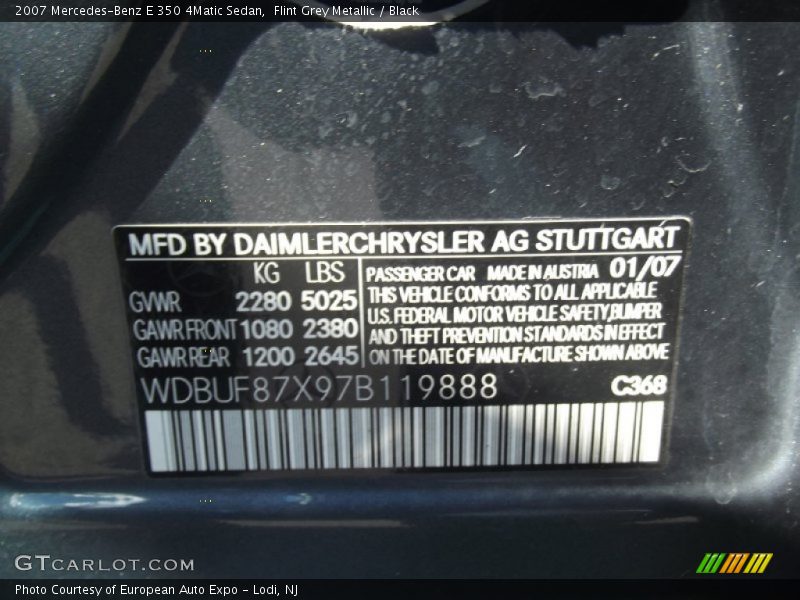 2007 Mercedes-Benz E 350 4Matic Sedan,  Flint Grey Metallic / Black
MFD BY DAIMLERCHRYSLER AG STUTTGART
KG LBS
GVWR 2280 5025
GAWR FRONT 1080 2380
GAWR REAR 1200 2645
PASSENGER CAR MADE IN AUSTRIA 01/07
THIS VEHICLE CONFORMS TO ALL APPLICABLE
U.S. FEDERAL MOTOR VEHICLE SAFETY, BUMPER
AND THEFT PREVENTION STANDARDS IN EFFECT
ON THE DATE OF MANUFACTURE SHOWN ABOVE
WDBUF87X97B119888 C368
GTCARLOT.COM
Photo Courtesy of European Auto Expo - Lodi, NJ